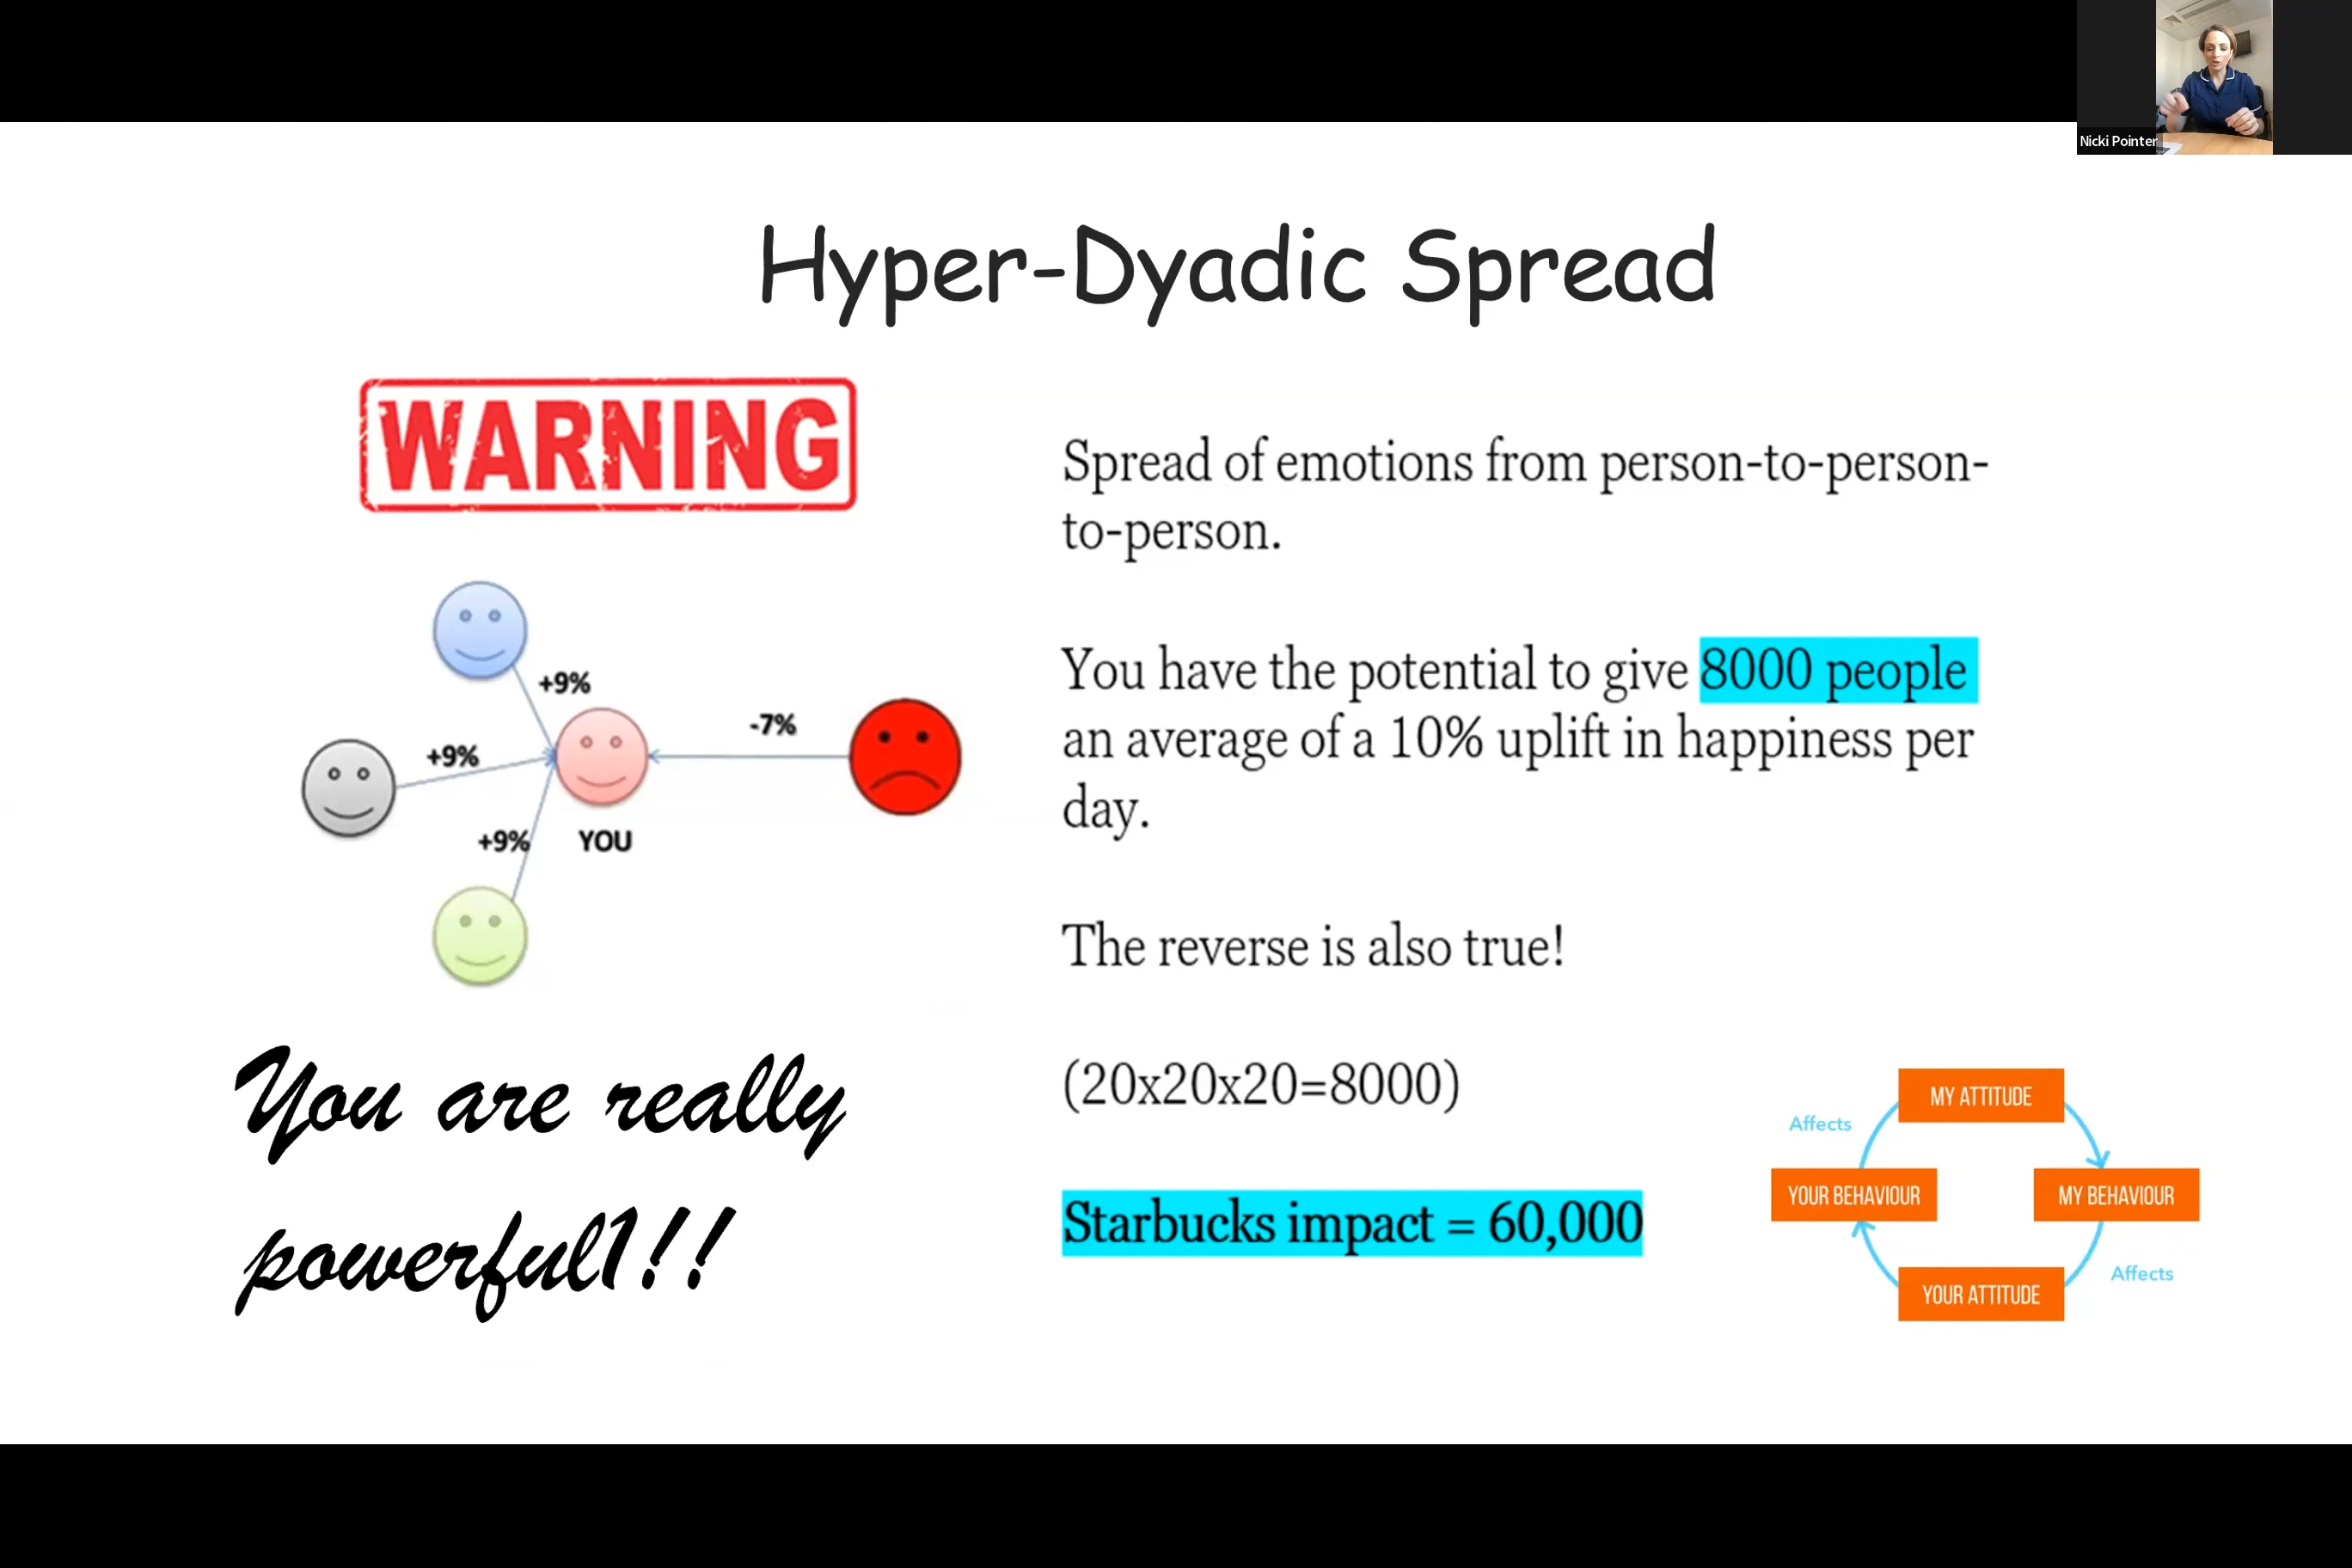 Nicki Pointer
Hyper-Dyadic Spread
WARNING
+9%
-7%
+9%
+9%
YOU
You are really
powerful1!!
Spread of emotions from person-to-person-
to-person.
You have the potential to give 8000 people
an average of a 10% uplift in happiness per
day.
The reverse is also true!
(20x20x20=8000)
Starbucks impact = 60,000
MY ATTITUDE
Affects
YOUR BEHAVIOUR
MY BEHAVIOUR
Affects
YOUR ATTITUDE